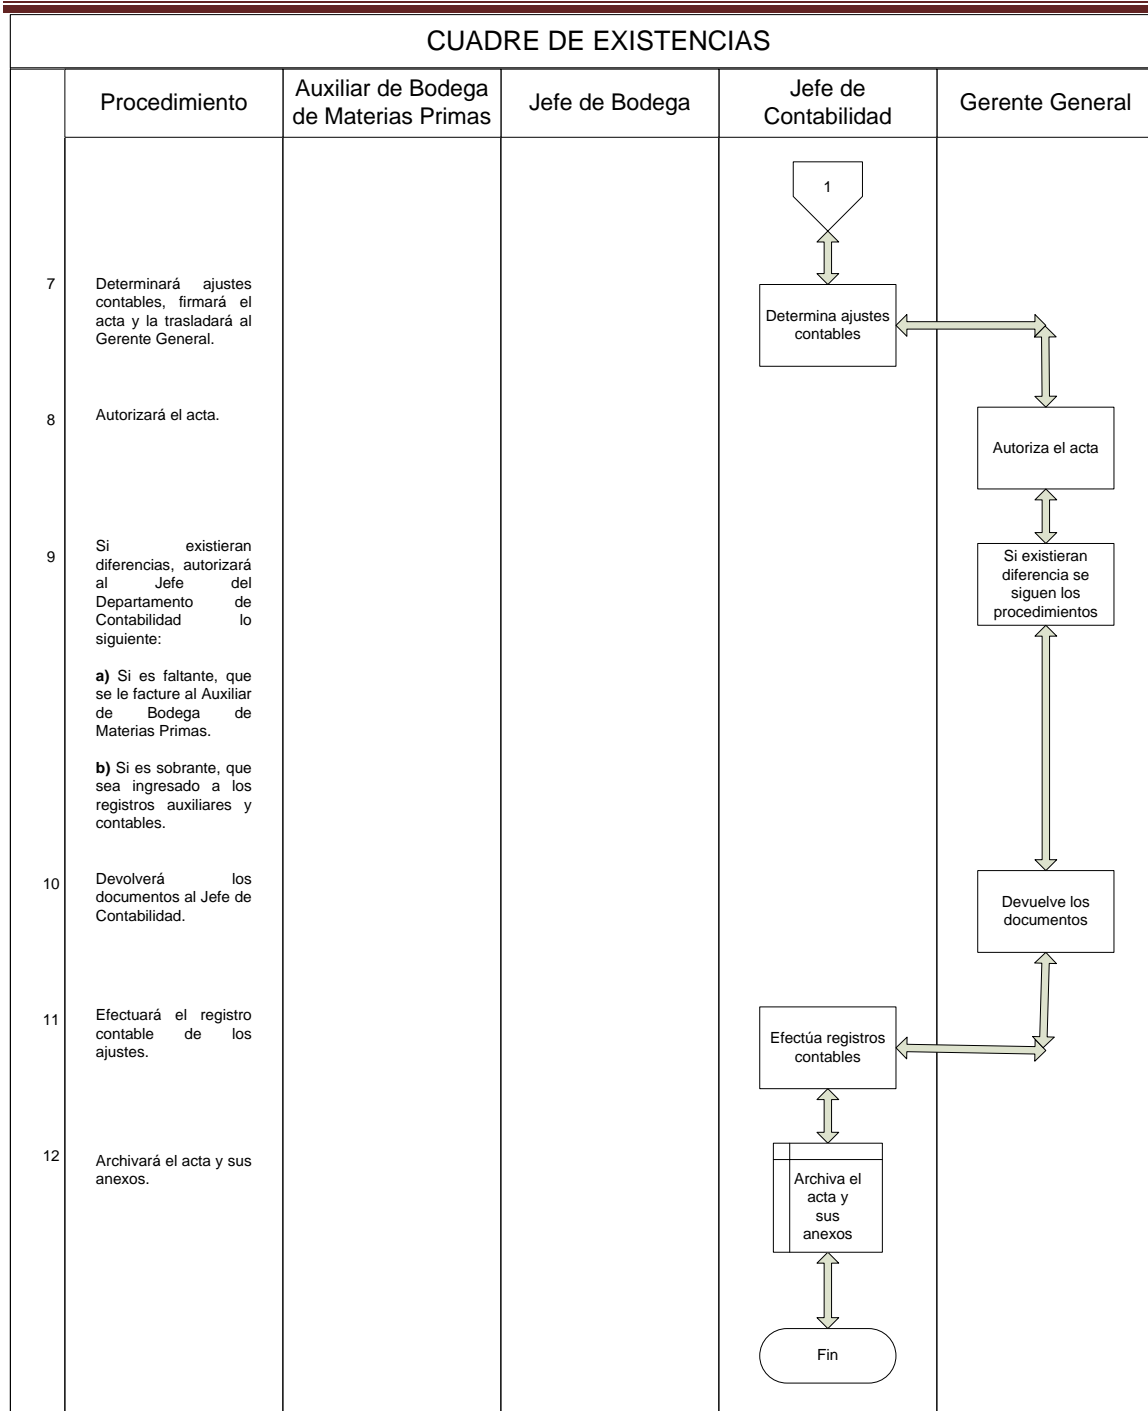 CUADRE DE EXISTENCIAS
Procedimiento
Auxiliar de Bodega
de Materias Primas
Jefe de Bodega
Jefe de
Contabilidad
Gerente General
1
7
Determinará ajustes
contables, firmará el
acta y la trasladará al
Gerente General.
Determina ajustes
contables
8
Autorizará el acta.
Autoriza el acta
9
Si existieran
diferencias, autorizará
al Jefe del
Departamento de
Contabilidad lo
siguiente:
a) Si es faltante, que
se le facture al Auxiliar
de Bodega de
Materias Primas.
b) Si es sobrante, que
sea ingresado a los
registros auxiliares y
contables.
Si existieran
diferencia se
siguen los
procedimientos
10
Devolverá los
documentos al Jefe de
Contabilidad.
Devuelve los
documentos
11
Efectuará el registro
contable de los
ajustes.
Efectúa registros
contables
12
Archivará el acta y sus
anexos.
Archiva el
acta y
sus
anexos
Fin